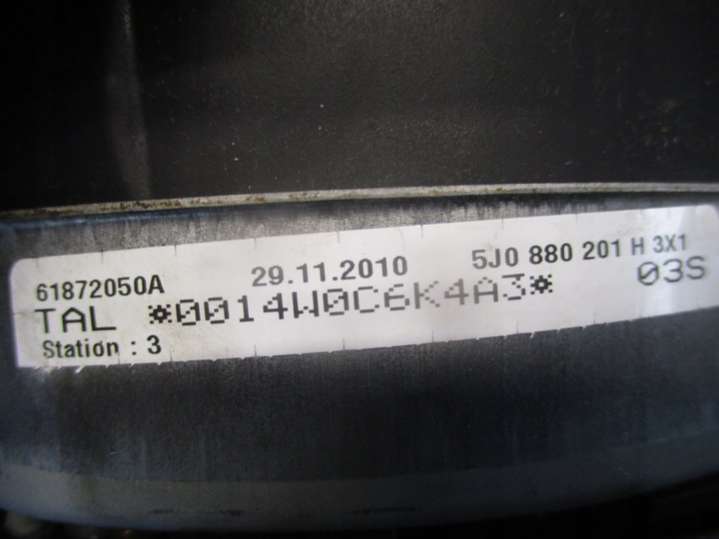 61872050A 29.11.2010 5J0 880 201 H 3X1
TAL *0014W0C6K4A3* 03S
Station : 3